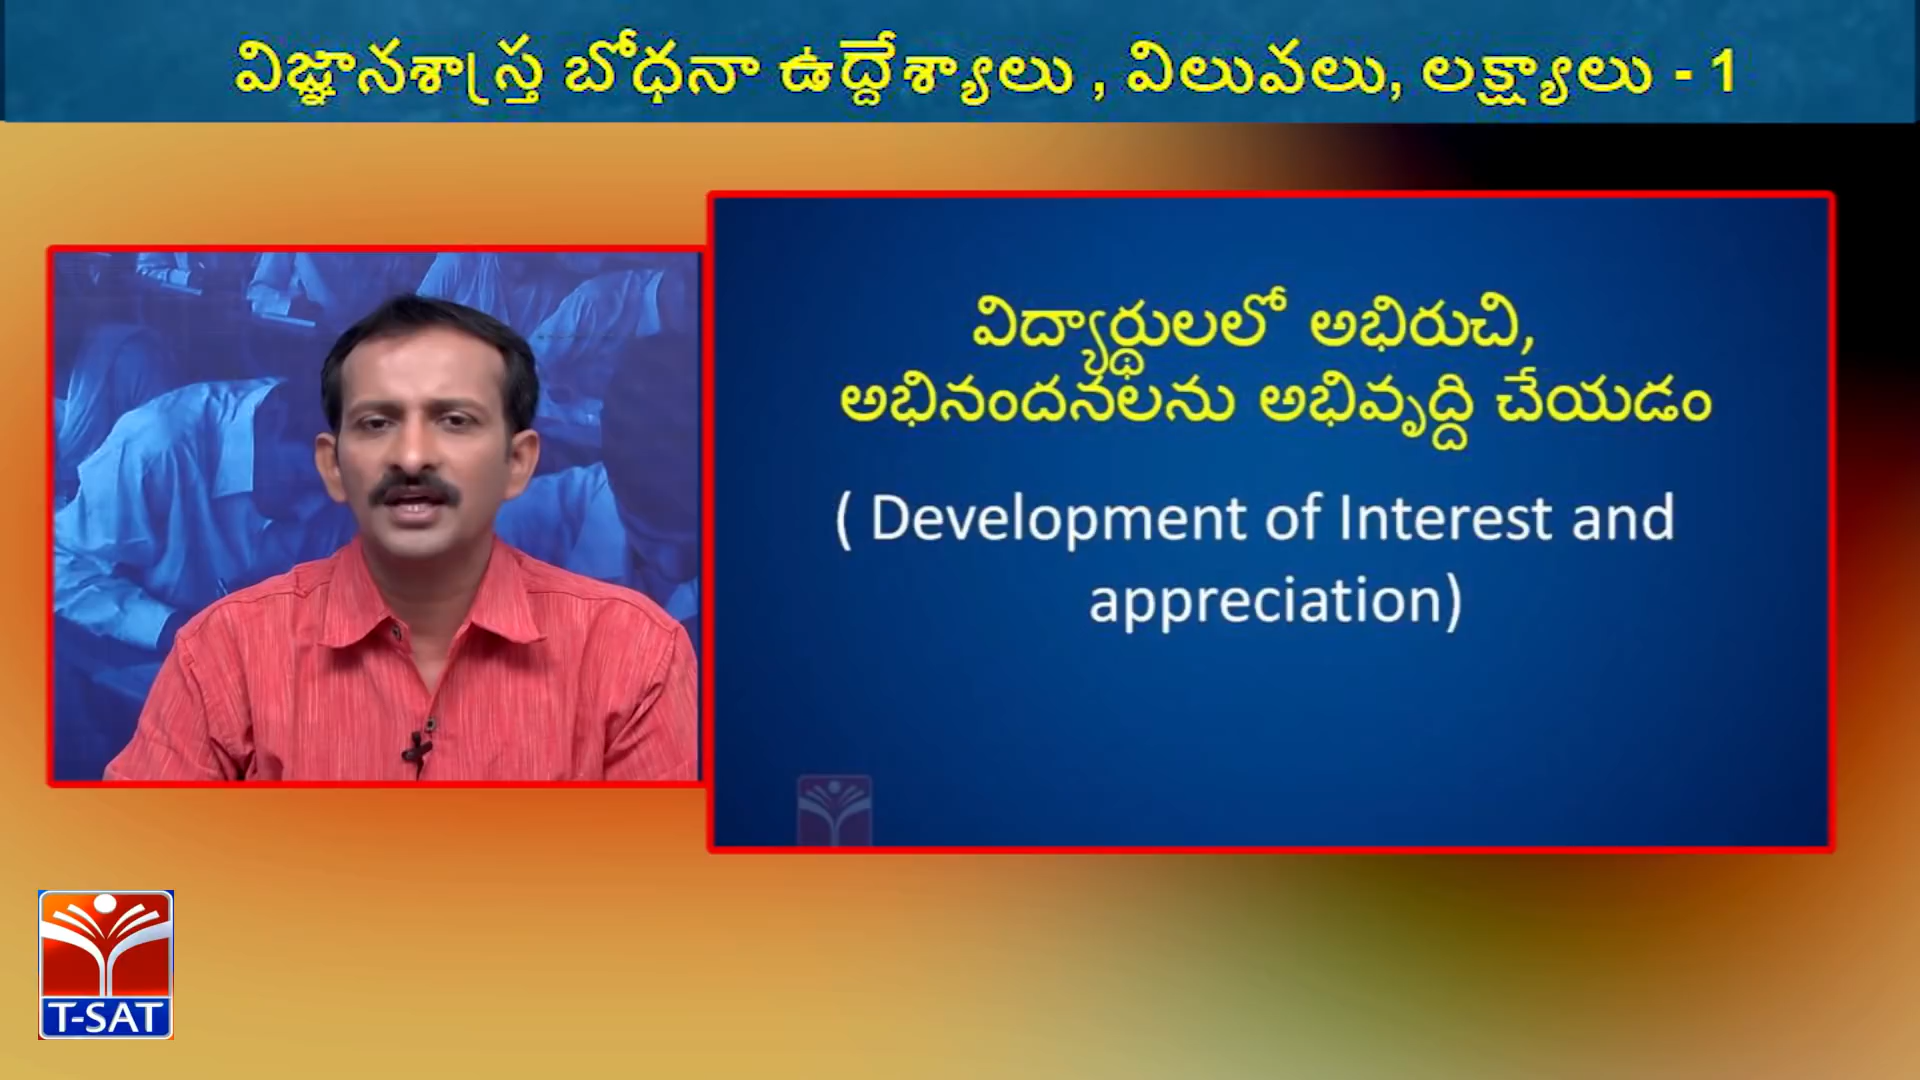 విజ్ఞానశాస్త్ర బోధనా ఉద్దేశ్యాలు , విలువలు, లక్ష్యాలు - 1
విద్యార్థులలో అభిరుచి,
అభినందనలను అభివృద్ధి చేయడం
( Development of Interest and
appreciation)
T-SAT